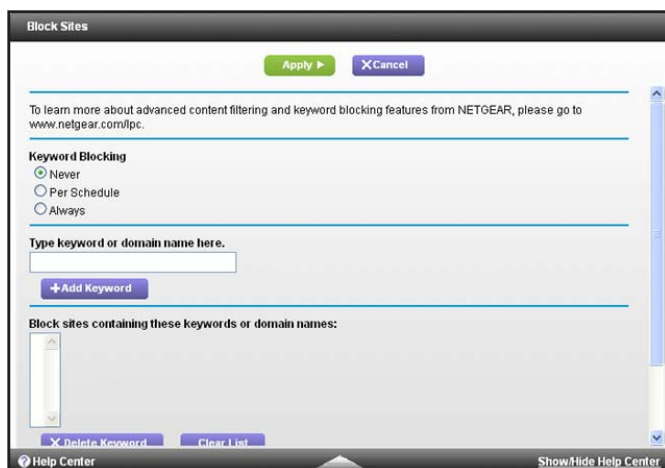 Block Sites
Apply
Cancel
To learn more about advanced content filtering and keyword blocking features from NETGEAR, please go to
www.netgear.com/lpc.
Keyword Blocking
Never
Per Schedule
Always
Type keyword or domain name here.
+Add Keyword
Block sites containing these keywords or domain names:
Delete Keyword
Clear List
Help Center
Show/Hide Help Center